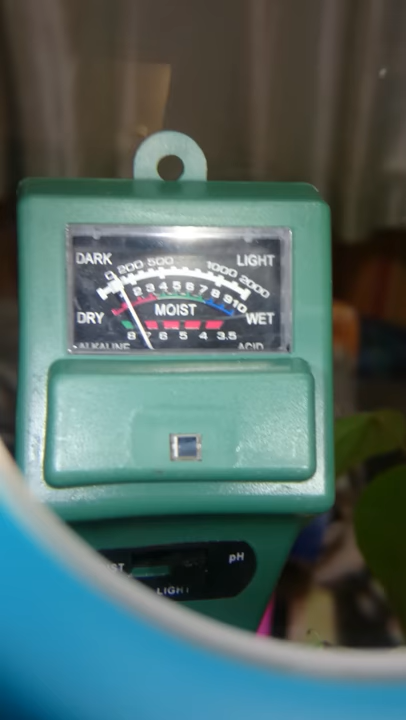 DARK LIGHT
0 200 500 1000 2000
1 2 3 4 5 6 7 8 9 10
DRY MOIST WET
8 7 6 5 4 3.5
ALKALINE ACID
pH
LIGHT